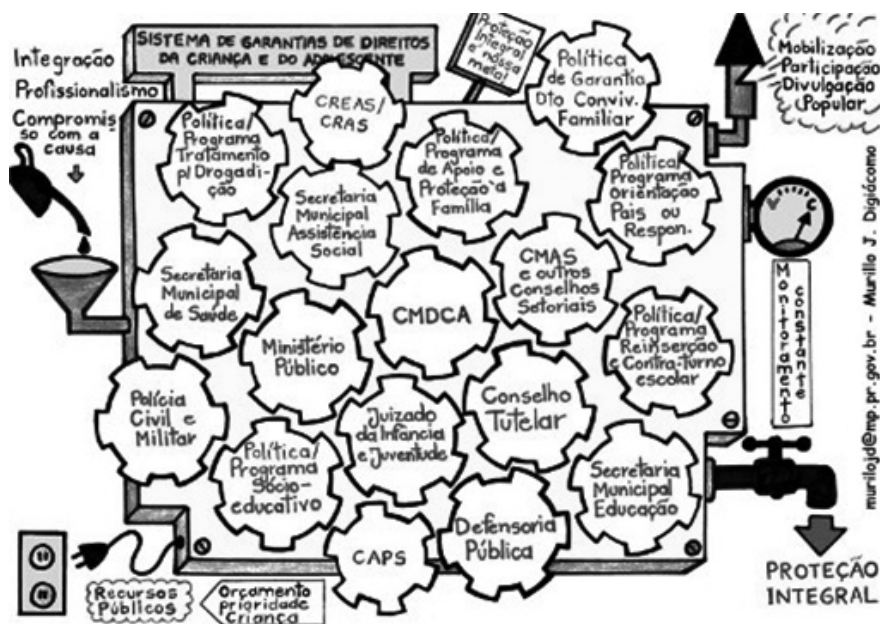 SISTEMA DE GARANTIAS DE DIREITOS
DA CRIANÇA E DO ADOLESCENTE
Proteção
Integral
é nossa
meta!
Integração
Profissionalismo
Compromis
so com a
causa
Mobilização
Participação
Divulgação
Popular
Política
de Garantia
Dto Conviv.
Familiar
CREAS/
CRAS
Política/
Programa
Tratamento
p/ Drogadi-
ção
Política/
Programa
de Apoio e
Proteção à
Família
Política/
Programa
Orientação
Pais ou
Respon.
Secretaria
Municipal
Assistência
Social
CMAS
e outros
Conselhos
Setoriais
Secretaria
Municipal
de Saúde
CMDCA
Ministério
Público
Política/
Programa
Reinserção
e Contra-turno
escolar
Polícia
Civil e
Militar
Juizado
da Infância
e Juventude
Conselho
Tutelar
Política/
Programa
Sócio-
educativo
Secretaria
Municipal
Educação
CAPS
Defensoria
Pública
Monitoramento
constante
murilojd@mp.pr.gov.br - Murillo J. Digiácomo
Recursos
Públicos
Orçamento
prioridade
Criança
PROTEÇÃO
INTEGRAL